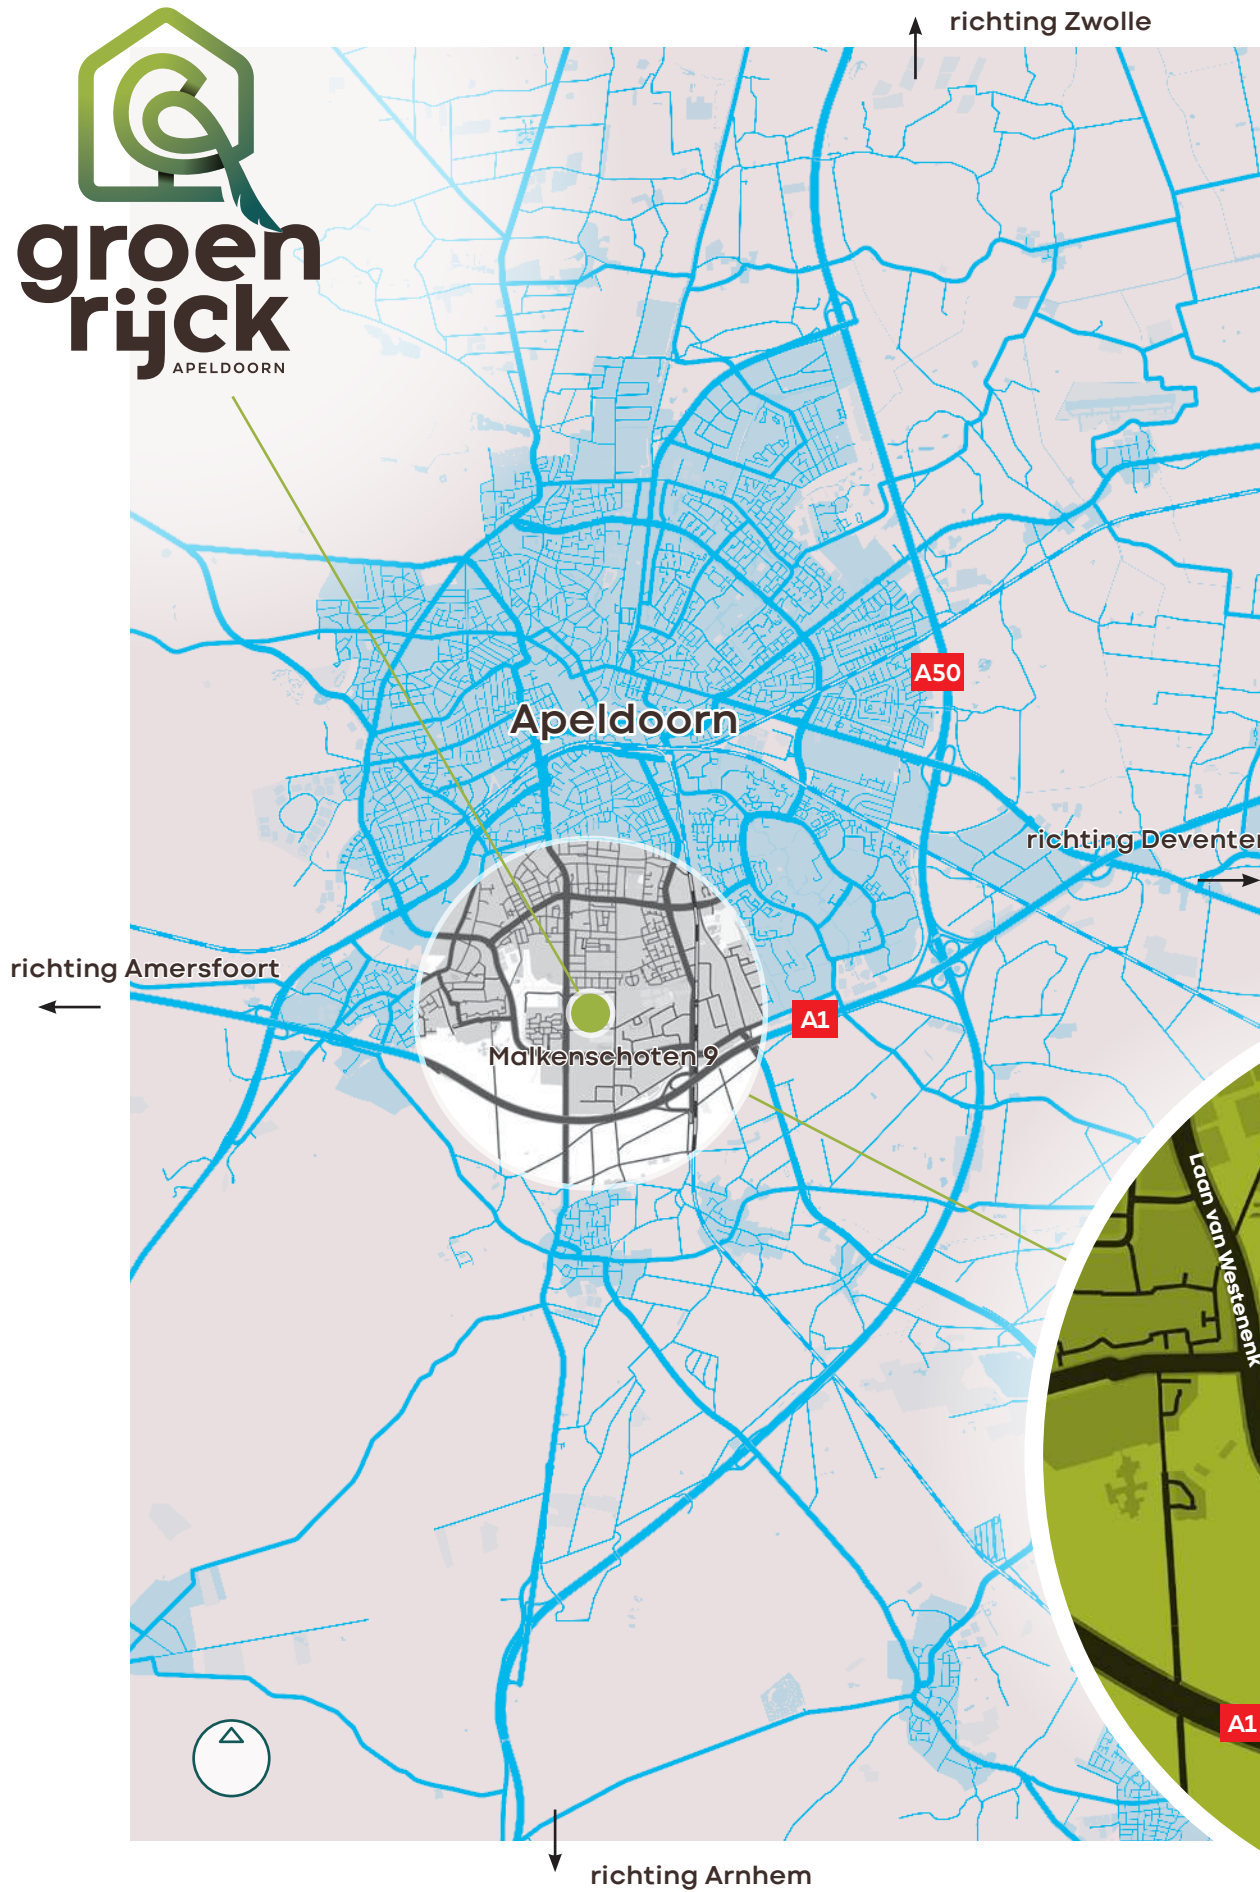 richting Zwolle
groen
rijck
APELDOORN
A50
Apeldoorn
richting Deventer
richting Amersfoort
A1
Malkenschoten 9
Laan van Westenenk
A1
richting Arnhem